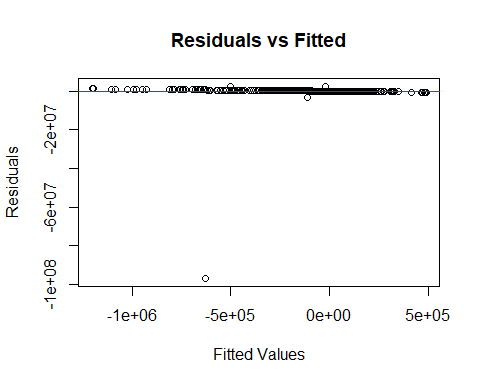 Residuals vs Fitted
Residuals
-2e+07
-6e+07
-1e+08
-1e+06
-5e+05
0e+00
5e+05
Fitted Values